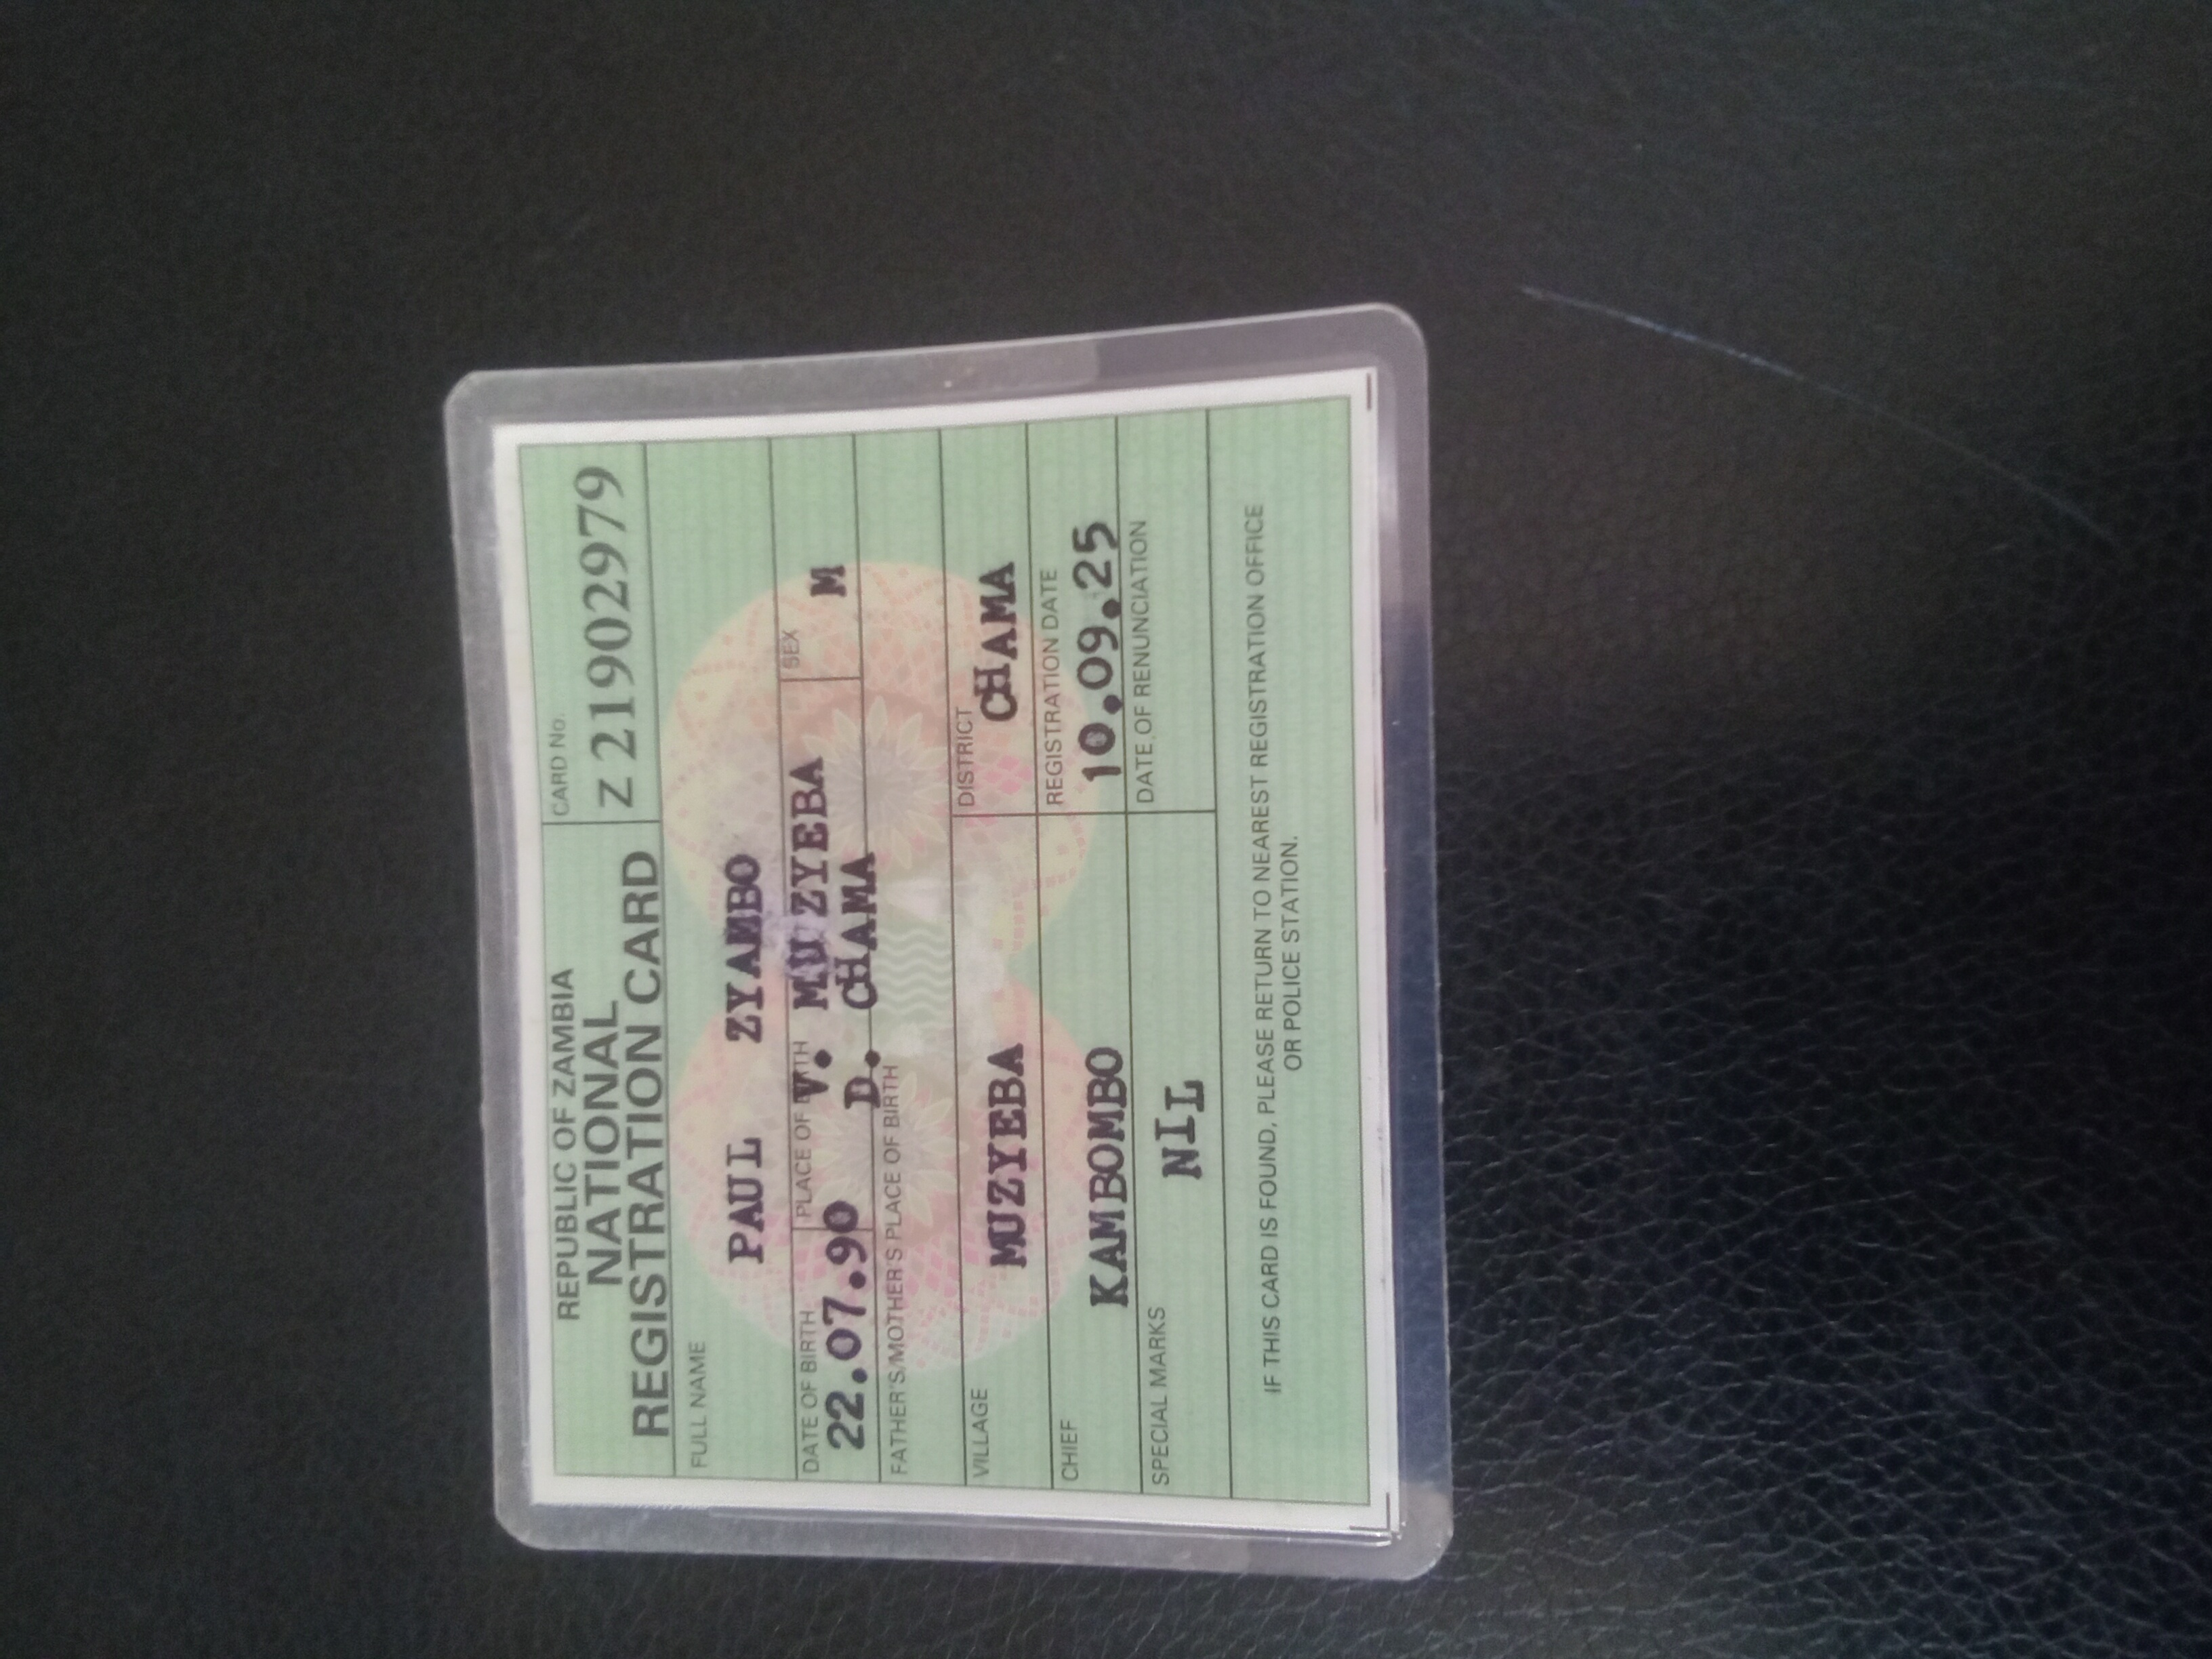 REPUBLIC OF ZAMBIA
NATIONAL
REGISTRATION CARD
CARD No.
Z 21902979
FULL NAME
PAUL ZYAMBO
DATE OF BIRTH
22.07.90
PLACE OF BIRTH
V. MUZYEBA
D. CHAMA
SEX
M
FATHER'S/MOTHER'S PLACE OF BIRTH
VILLAGE
MUZYEBA
DISTRICT
CHAMA
CHIEF
KAMBOMBO
REGISTRATION DATE
10.09.25
SPECIAL MARKS
NIL
DATE OF RENUNCIATION
IF THIS CARD IS FOUND, PLEASE RETURN TO NEAREST REGISTRATION OFFICE
OR POLICE STATION.